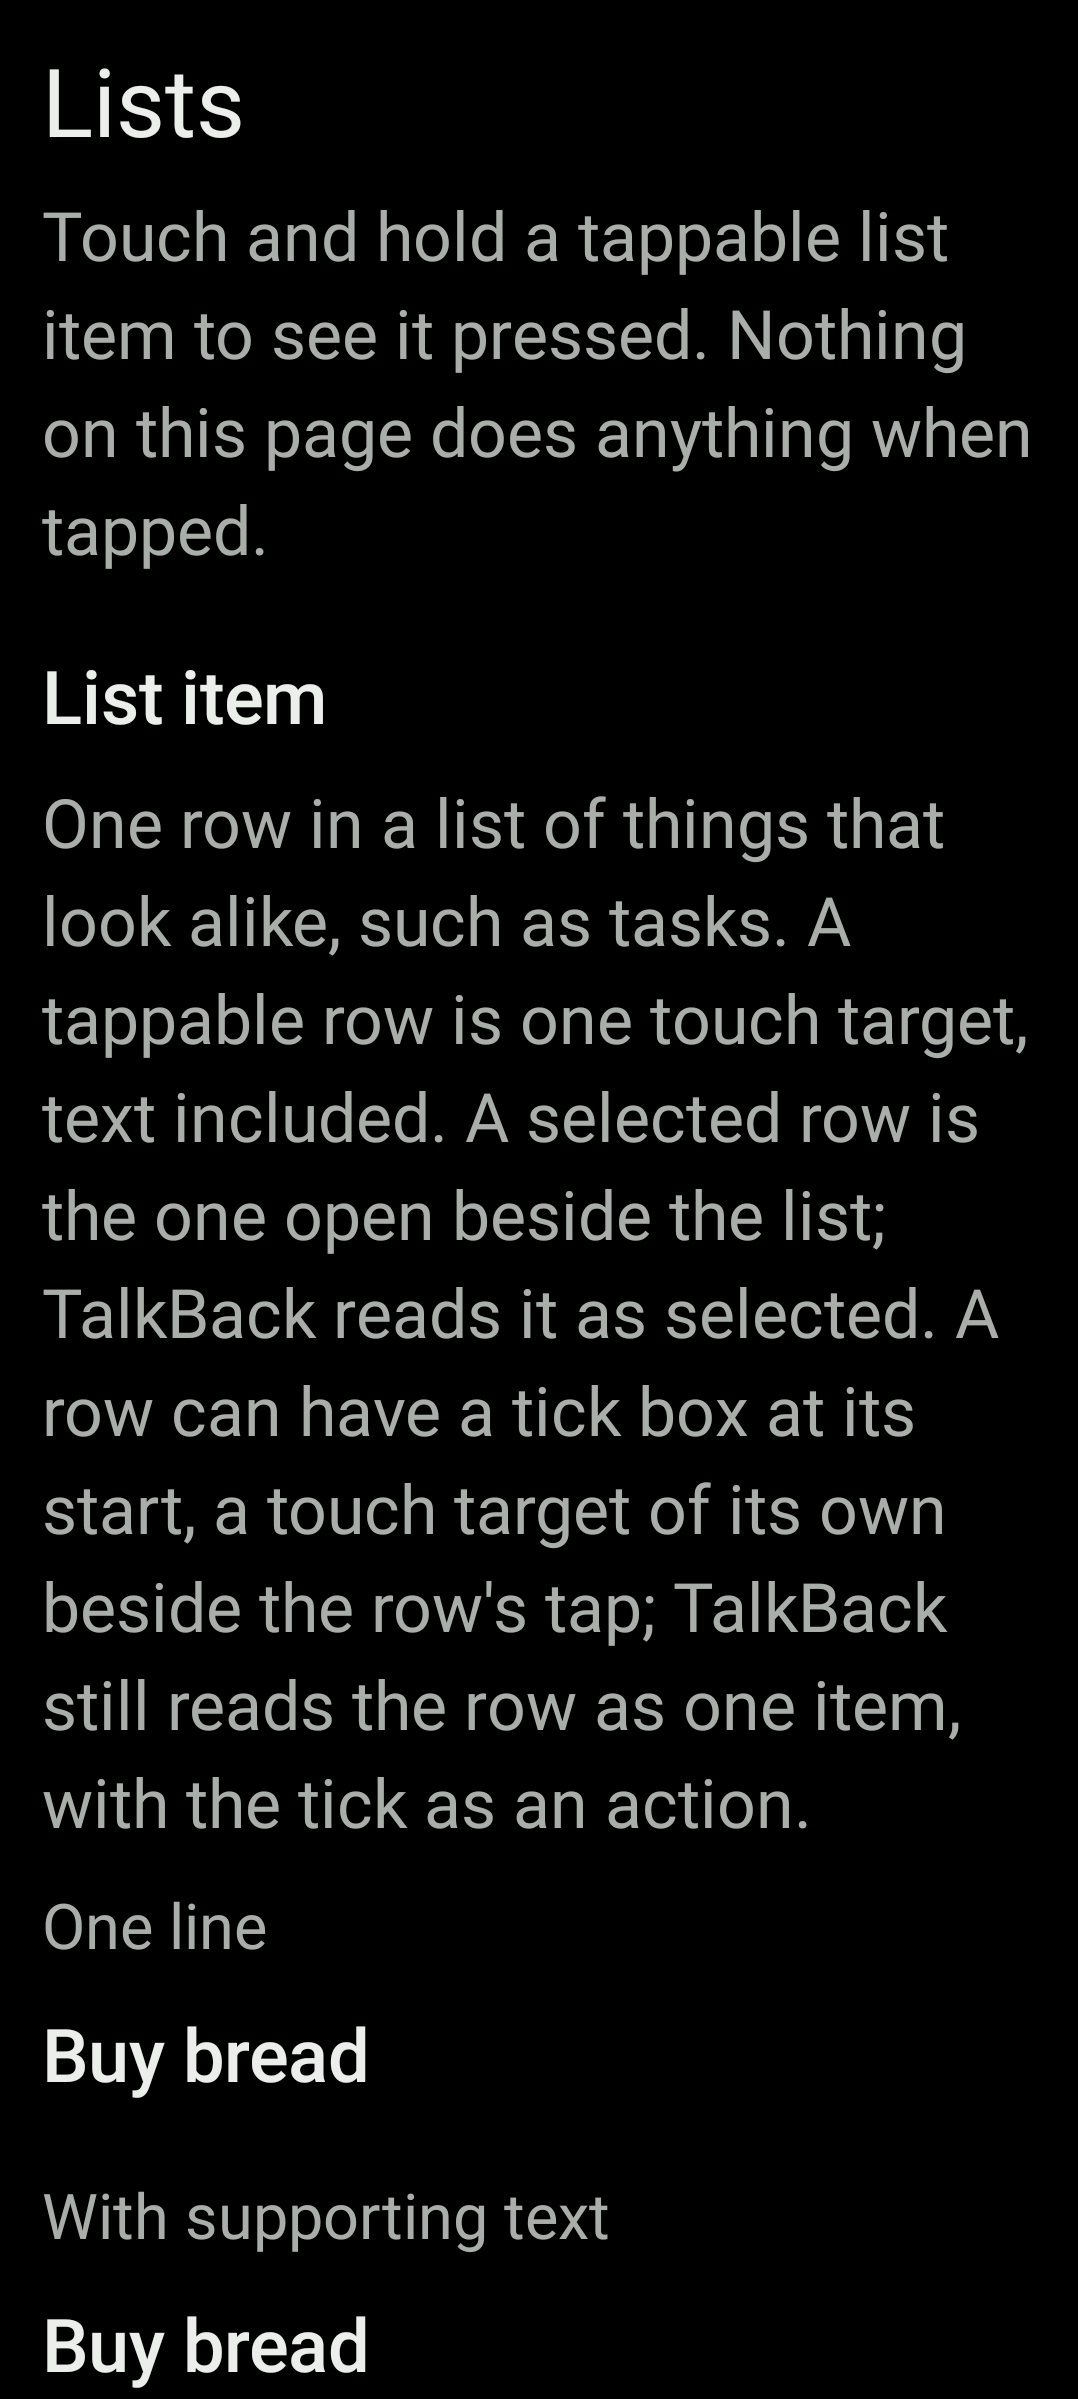 Lists
Touch and hold a tappable list
item to see it pressed. Nothing
on this page does anything when
tapped.
List item
One row in a list of things that
look alike, such as tasks. A
tappable row is one touch target,
text included. A selected row is
the one open beside the list;
TalkBack reads it as selected. A
row can have a tick box at its
start, a touch target of its own
beside the row's tap; TalkBack
still reads the row as one item,
with the tick as an action.
One line
Buy bread
With supporting text
Buy bread